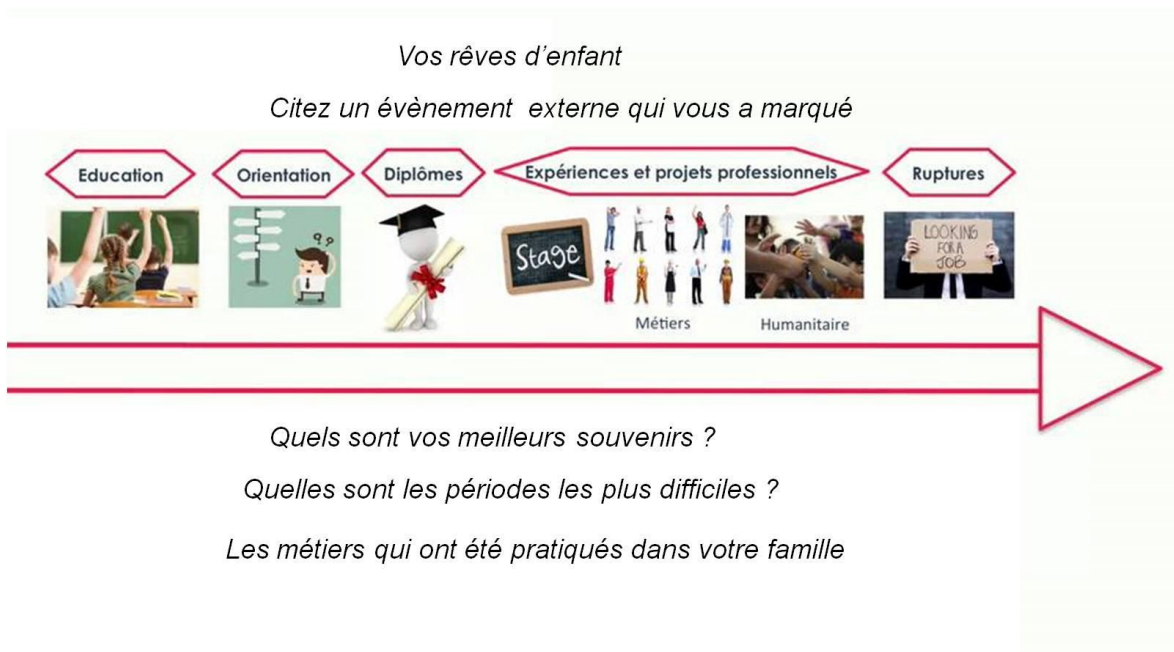 Vos rêves d’enfant
Citez un évènement externe qui vous a marqué
Education
Orientation
Diplômes
Expériences et projets professionnels
Ruptures
??
Stage
LOOKING
FOR A
JOB
Métiers
Humanitaire
Quels sont vos meilleurs souvenirs ?
Quelles sont les périodes les plus difficiles ?
Les métiers qui ont été pratiqués dans votre famille